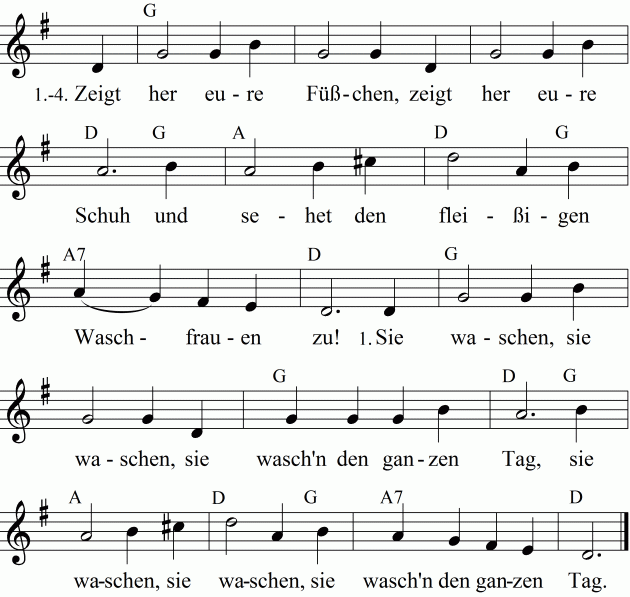 G
1.-4. Zeigt her eu - re Füß-chen, zeigt her eu - re
D G A D G
Schuh und se - het den flei - ßi - gen
A7 D G
Wasch - frau - en zu! 1. Sie wa - schen, sie
G D G
wa - schen, sie wasch'n den gan-zen Tag, sie
A D G A7 D
wa-schen, sie wa-schen, sie wasch'n den gan-zen Tag.